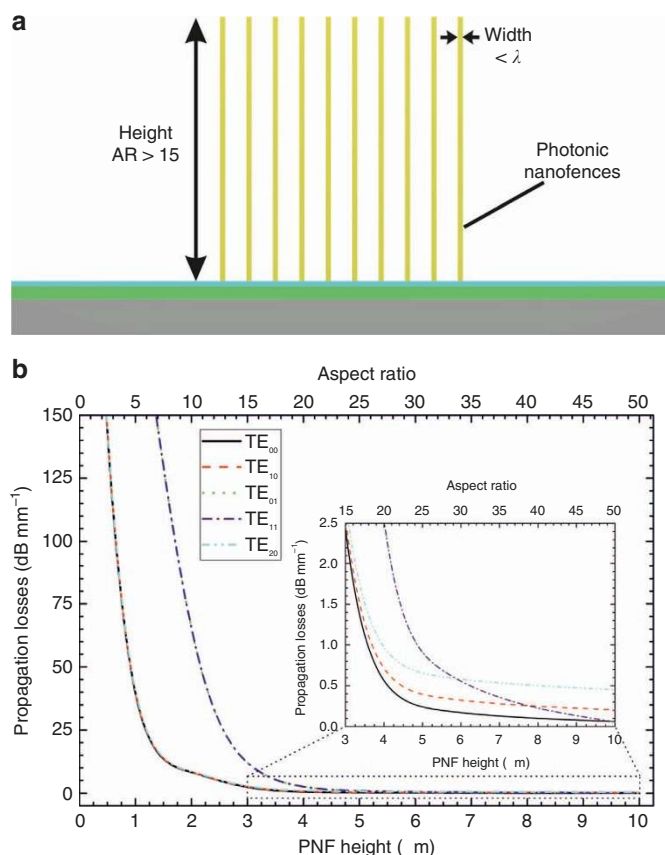 a
Width
< λ
Height
AR > 15
Photonic
nanofences
b
Aspect ratio
0 5 10 15 20 25 30 35 40 45 50
150
125
100
75
50
25
0
Propagation losses (dB mm⁻¹)
TE₀₀
TE₁₀
TE₀₁
TE₁₁
TE₂₀
Aspect ratio
15 20 25 30 35 40 45 50
2.5
2.0
1.5
1.0
0.5
0.0
Propagation losses (dB mm⁻¹)
3 4 5 6 7 8 9 10
PNF height ( m)
0 1 2 3 4 5 6 7 8 9 10
PNF height ( m)